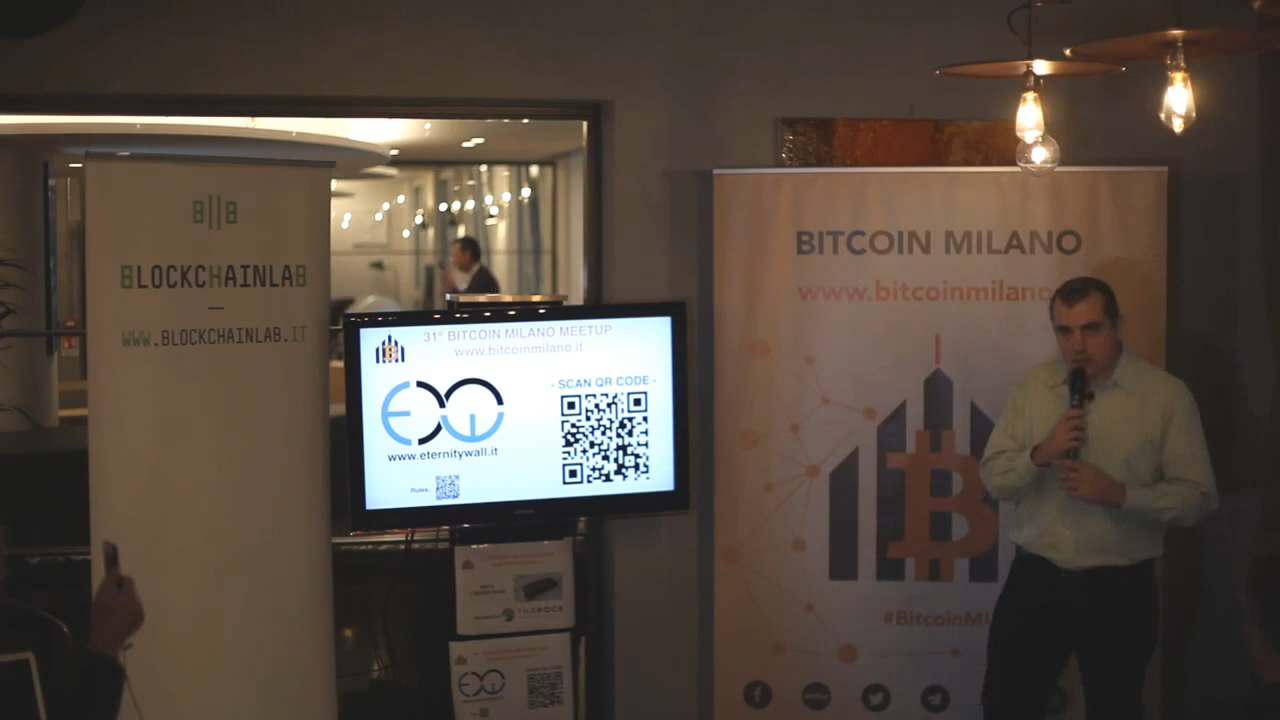 BLOCKCHAINLAB
WWW.BLOCKCHAINLAB.IT
31° BITCOIN MILANO MEETUP
www.bitcoinmilano.it
- SCAN QR CODE -
www.eternitywall.it
Rules:
THEROCK
BITCOIN MILANO
www.bitcoinmilano
#BitcoinMI